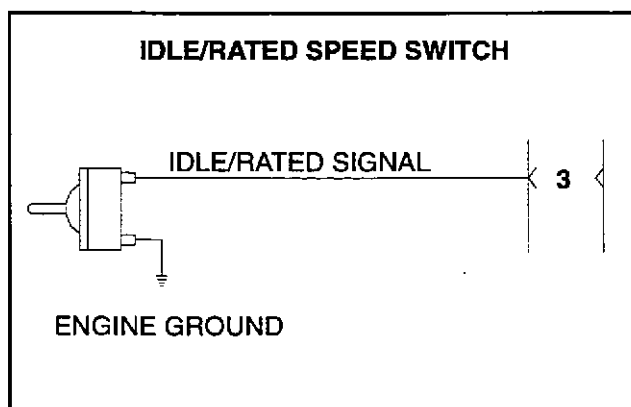 IDLE/RATED SPEED SWITCH
IDLE/RATED SIGNAL
3
ENGINE GROUND